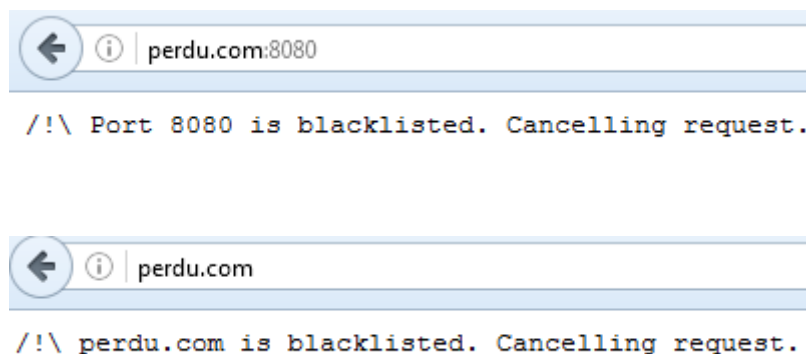 perdu.com:8080
/!\ Port 8080 is blacklisted. Cancelling request.
perdu.com
/!\ perdu.com is blacklisted. Cancelling request.